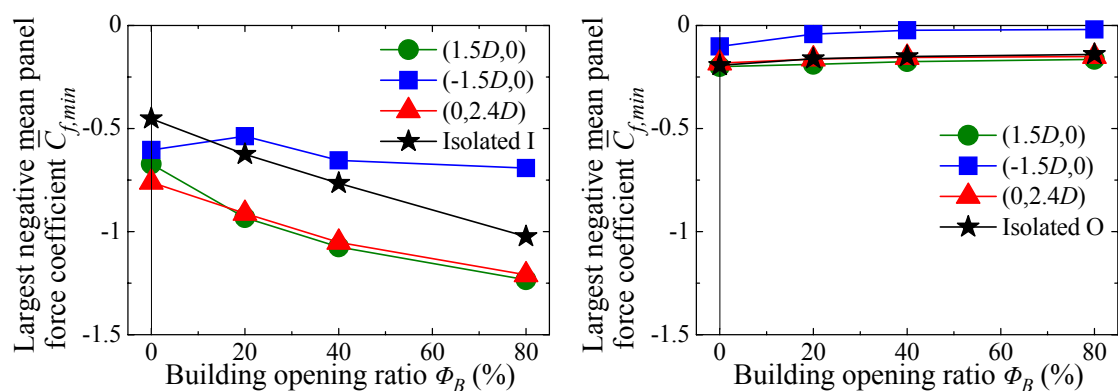 Largest negative mean panel
force coefficient C̅f,min
0
-0.5
-1
-1.5
0 20 40 60 80
Building opening ratio ΦB (%)
(1.5D,0)
(-1.5D,0)
(0,2.4D)
Isolated I
Largest negative mean panel
force coefficient C̅f,min
0
-0.5
-1
-1.5
0 20 40 60 80
Building opening ratio ΦB (%)
(1.5D,0)
(-1.5D,0)
(0,2.4D)
Isolated O